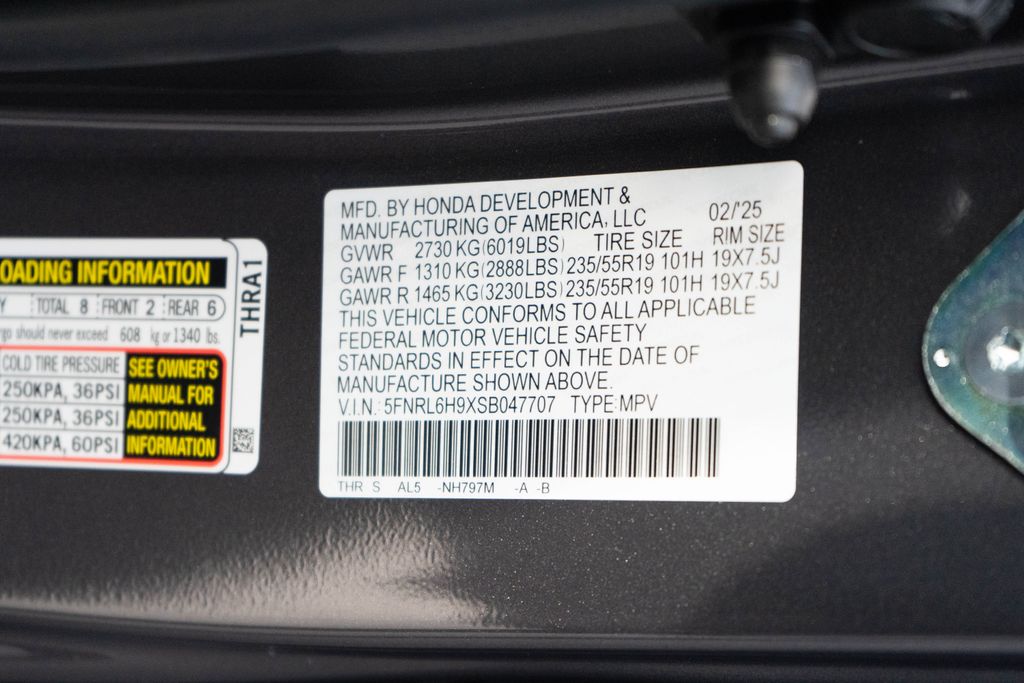 OADING INFORMATION
Y TOTAL 8 FRONT 2 REAR 6
rgo should never exceed 608 kg or 1340 lbs.
COLD TIRE PRESSURE
250KPA, 36PSI
250KPA, 36PSI
420KPA, 60PSI
SEE OWNER'S
MANUAL FOR
ADDITIONAL
INFORMATION
THRA1
MFD. BY HONDA DEVELOPMENT &
MANUFACTURING OF AMERICA, LLC 02/'25
GVWR 2730 KG(6019LBS) TIRE SIZE RIM SIZE
GAWR F 1310 KG(2888LBS) 235/55R19 101H 19X7.5J
GAWR R 1465 KG(3230LBS) 235/55R19 101H 19X7.5J
THIS VEHICLE CONFORMS TO ALL APPLICABLE
FEDERAL MOTOR VEHICLE SAFETY
STANDARDS IN EFFECT ON THE DATE OF
MANUFACTURE SHOWN ABOVE.
V.I.N.: 5FNRL6H9XSB047707 TYPE: MPV
THR S AL5 -NH797M -A -B